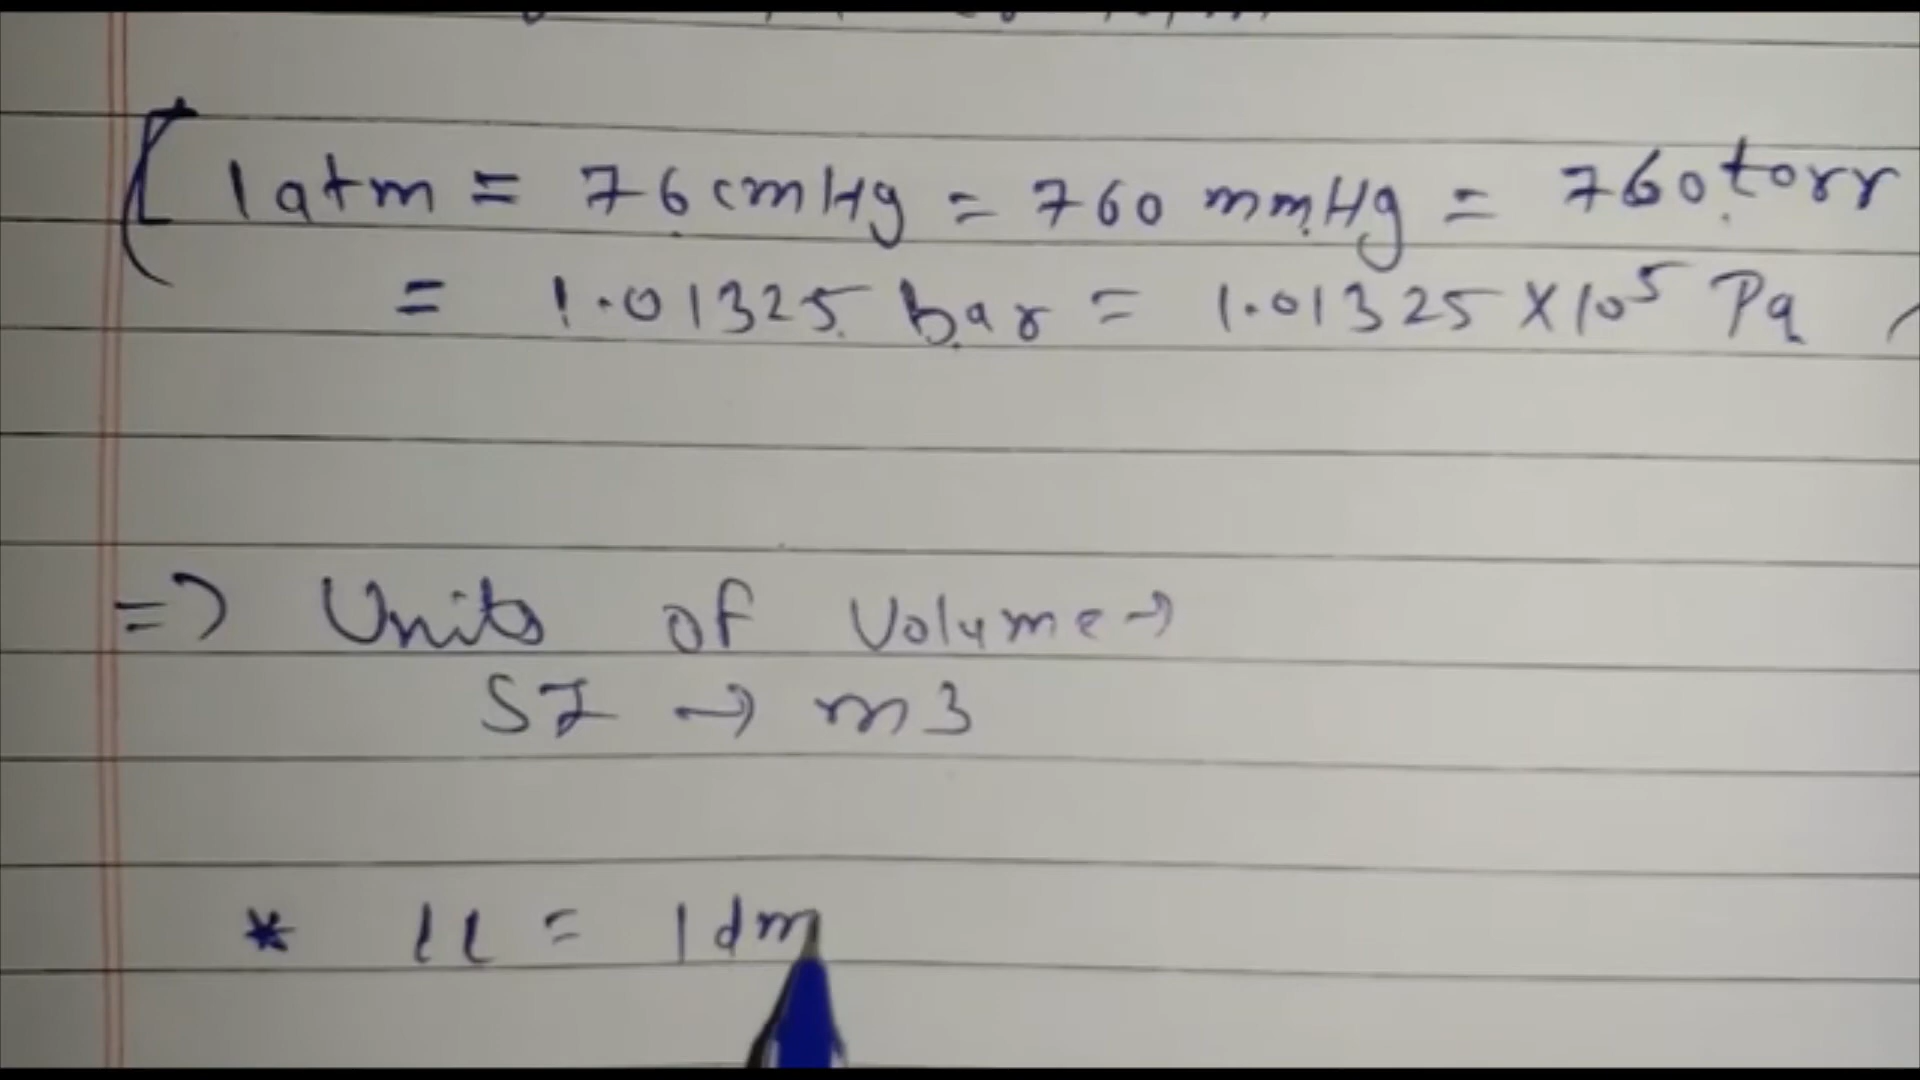 ( 1 atm = 76 cmHg = 760 mmHg = 760 torr
= 1.01325 bar = 1.01325 × 10⁵ Pa )
=> Units of Volume →
SI → m3
* 1L = 1dm